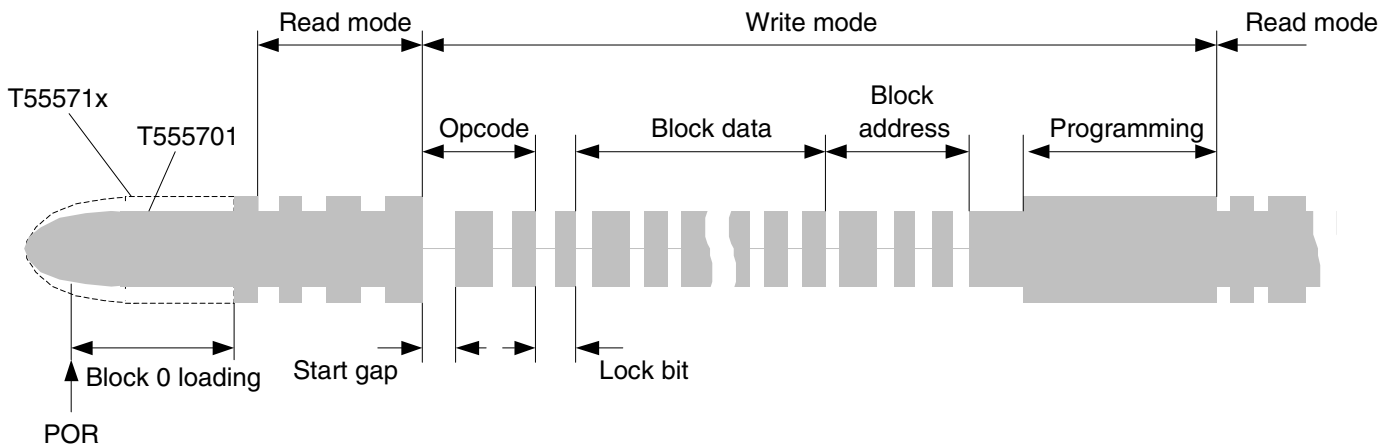 Read mode
Write mode
Read mode
T55571x
T555701
Opcode
Block data
Block
address
Programming
Block 0 loading
Start gap
Lock bit
POR